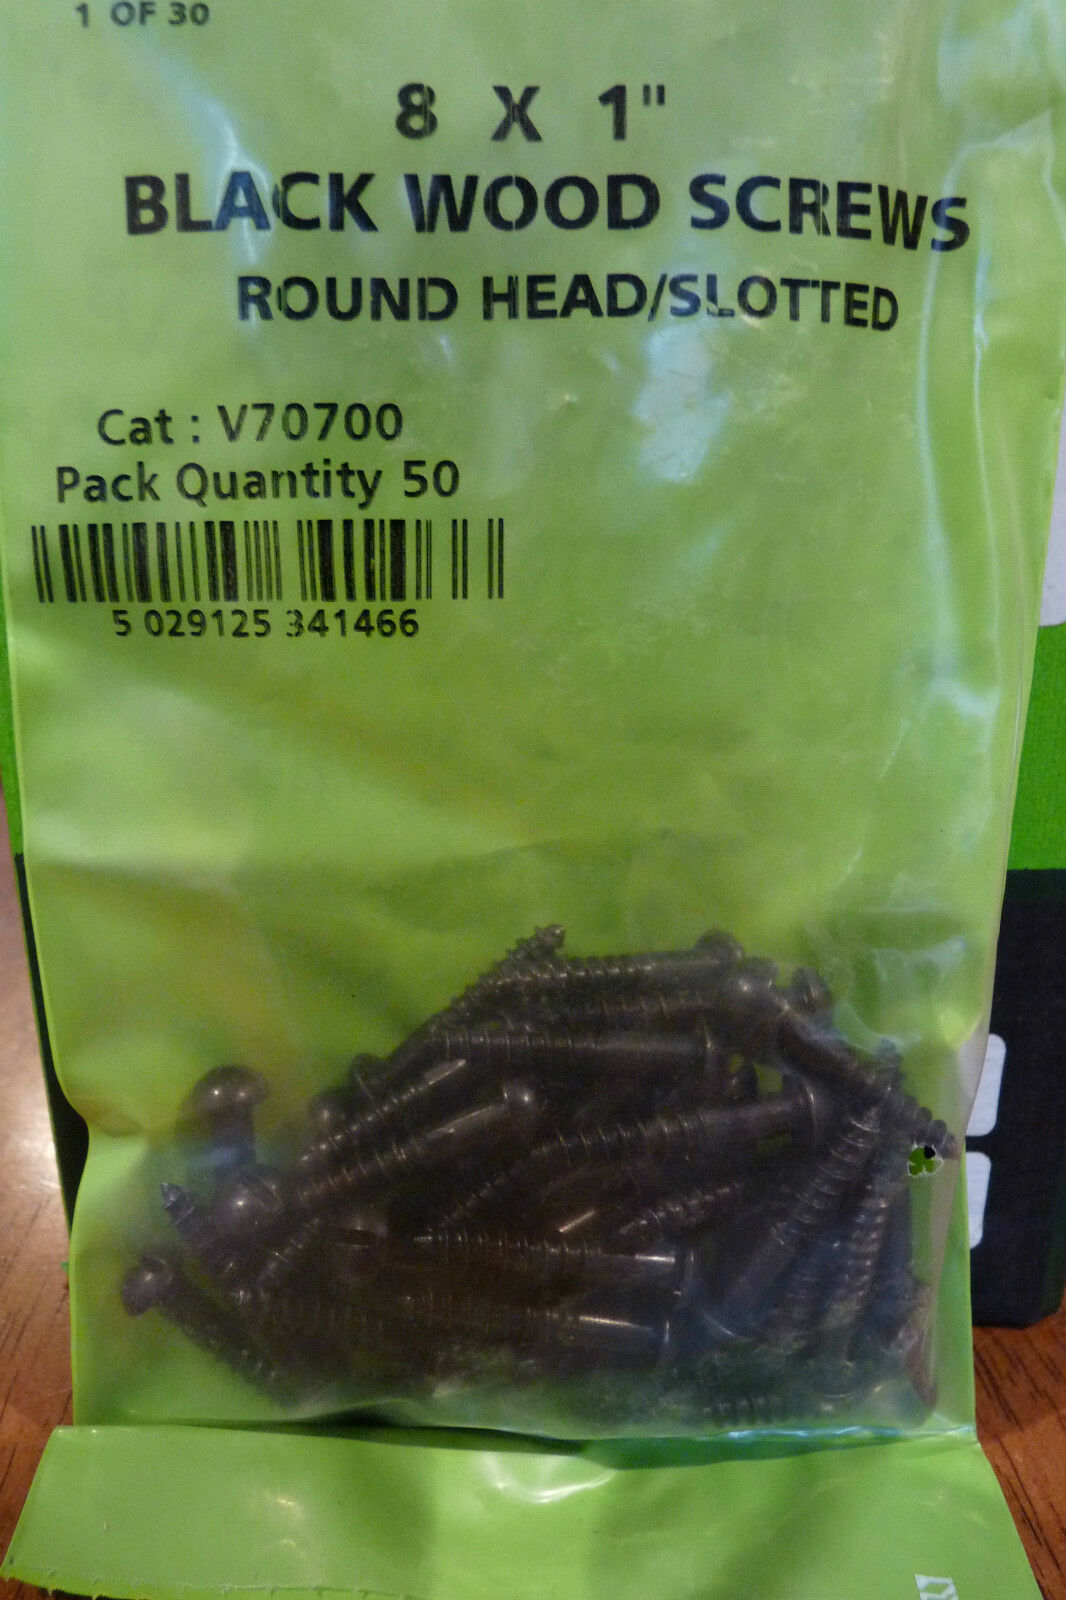 1 OF 30
8 X 1"
BLACK WOOD SCREWS
ROUND HEAD/SLOTTED
Cat : V70700
Pack Quantity 50
5 029125 341466